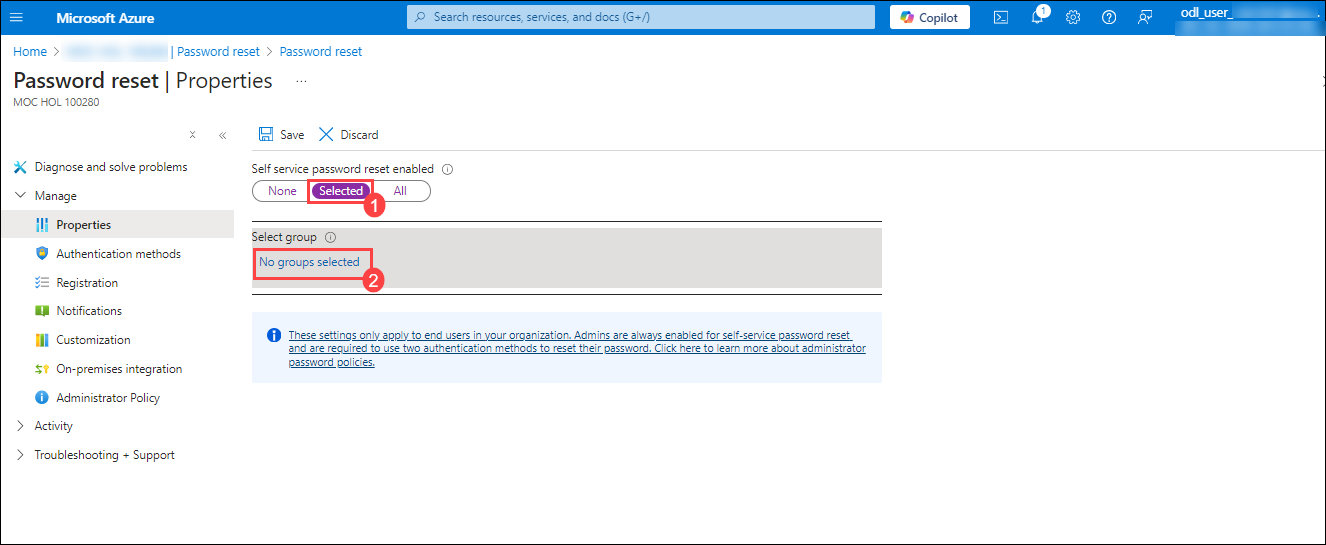 Microsoft Azure
Search resources, services, and docs (G+/)
Copilot
1
odl_user_
Home > | Password reset > Password reset
Password reset | Properties ...
MOC HOL 100280
Save
Discard
Diagnose and solve problems
Manage
Properties
Authentication methods
Registration
Notifications
Customization
On-premises integration
Administrator Policy
Activity
Troubleshooting + Support
Self service password reset enabled
None
Selected
All
1
Select group
No groups selected
2
These settings only apply to end users in your organization. Admins are always enabled for self-service password reset
and are required to use two authentication methods to reset their password. Click here to learn more about administrator
password policies.